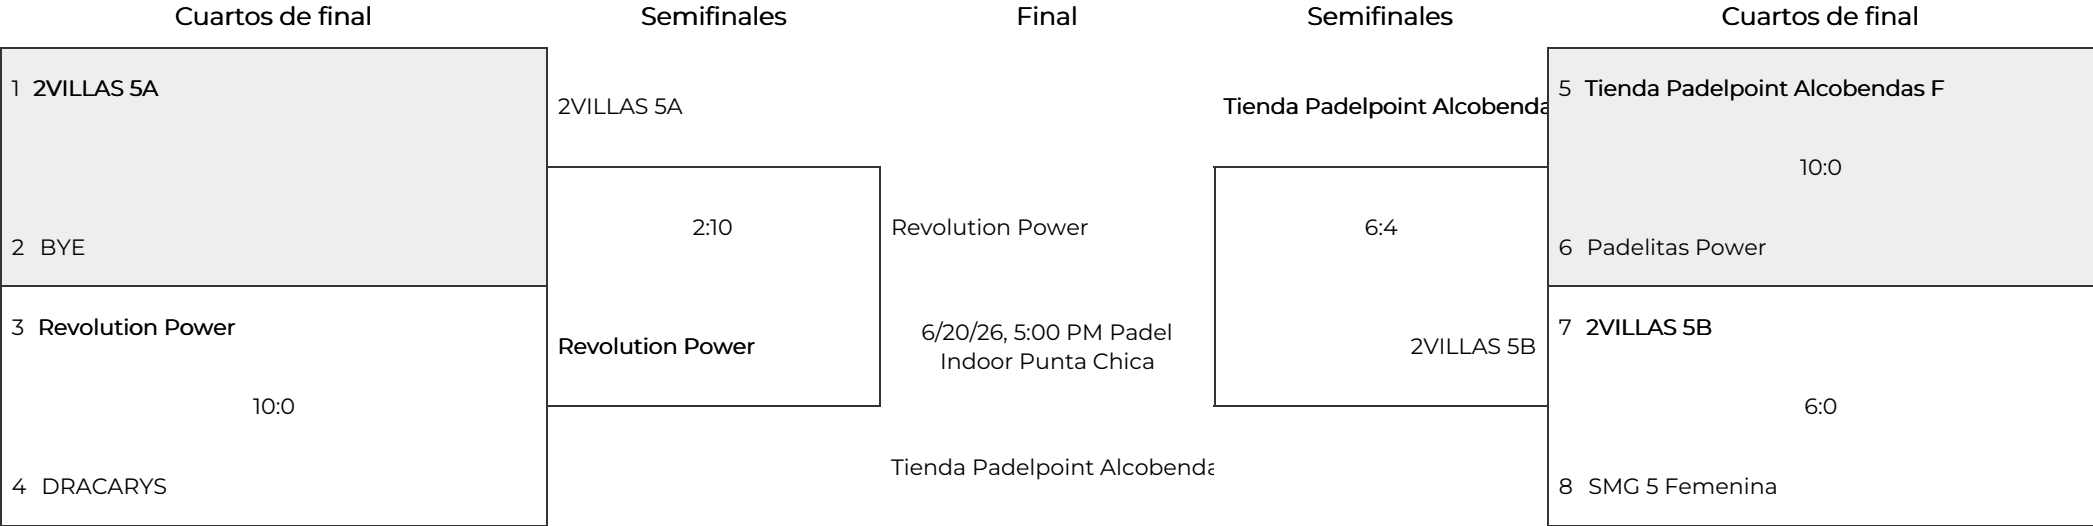 Cuartos de final
Semifinales
Final
Semifinales
Cuartos de final
1 2VILLAS 5A
2 BYE
3 Revolution Power
10:0
4 DRACARYS
2VILLAS 5A
2:10
Revolution Power
Revolution Power
6/20/26, 5:00 PM Padel
Indoor Punta Chica
Tienda Padelpoint Alcobenda
Tienda Padelpoint Alcobenda
6:4
2VILLAS 5B
5 Tienda Padelpoint Alcobendas F
10:0
6 Padelitas Power
7 2VILLAS 5B
6:0
8 SMG 5 Femenina